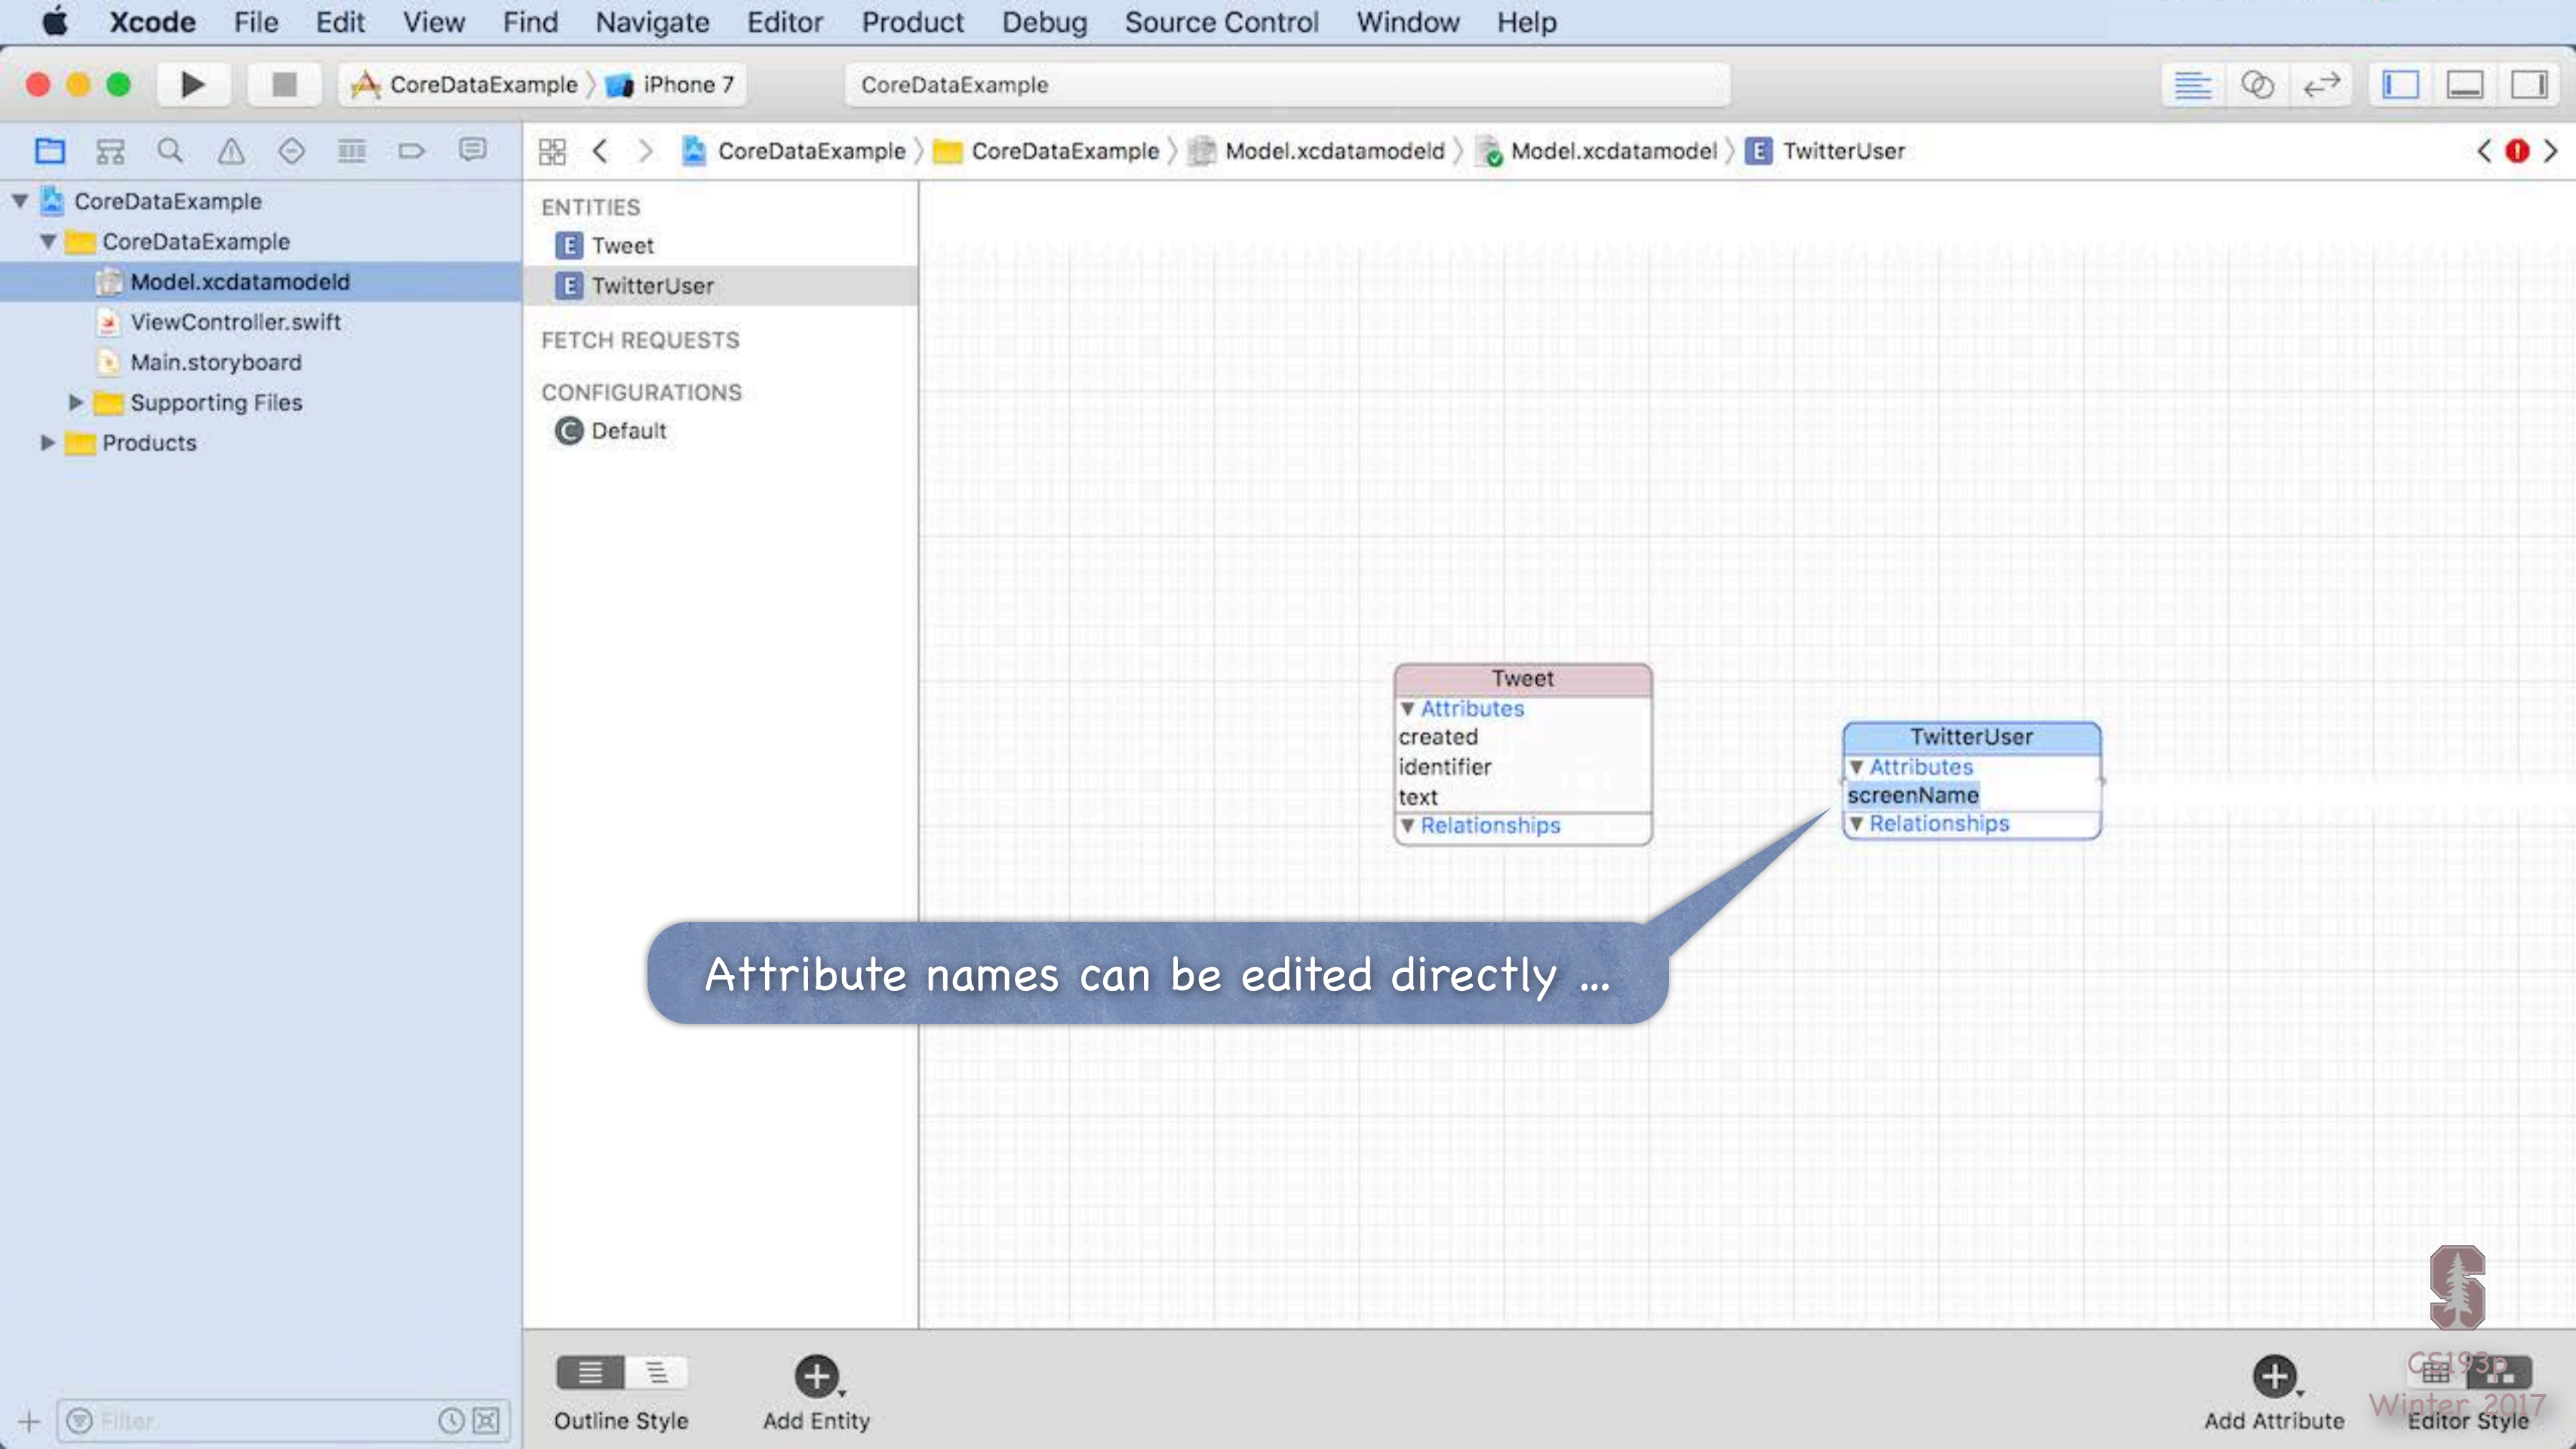 Xcode File Edit View Find Navigate Editor Product Debug Source Control Window Help
CoreDataExample iPhone 7
CoreDataExample
CoreDataExample CoreDataExample Model.xcdatamodeld Model.xcdatamodel E TwitterUser
CoreDataExample
CoreDataExample
Model.xcdatamodeld
ViewController.swift
Main.storyboard
Supporting Files
Products
ENTITIES
E Tweet
E TwitterUser
FETCH REQUESTS
CONFIGURATIONS
C Default
Tweet
Attributes
created
identifier
text
Relationships
TwitterUser
Attributes
screenName
Relationships
Attribute names can be edited directly ...
Filter
Outline Style
Add Entity
Add Attribute
Editor Style
S
CS193p
Winter 2017